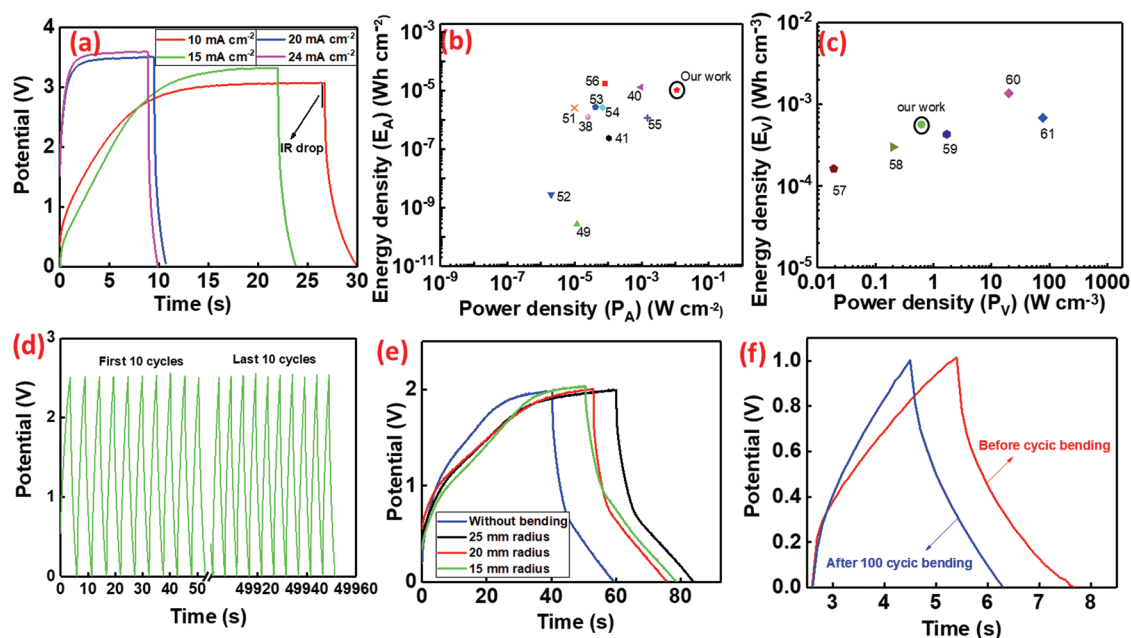 (a)
10 mA cm⁻² 20 mA cm⁻²
15 mA cm⁻² 24 mA cm⁻²
IR drop
Potential (V)
4
3
2
1
0
0 5 10 15 20 25 30
Time (s)
(b)
Our work
56
40
53
54
51
38
55
41
52
49
Energy density (E_A) (Wh cm⁻²)
10⁻³
10⁻⁵
10⁻⁷
10⁻⁹
10⁻¹¹
10⁻⁹ 10⁻⁷ 10⁻⁵ 10⁻³ 10⁻¹
Power density (P_A) (W cm⁻²)
(c)
60
our work
61
59
58
57
Energy density (E_V) (Wh cm⁻³)
10⁻²
10⁻³
10⁻⁴
10⁻⁵
0.01 0.1 1 10 100 1000
Power density (P_V) (W cm⁻³)
(d)
First 10 cycles Last 10 cycles
Potential (V)
3
2
1
0
0 10 20 30 40 50 49920 49940 49960
Time (s)
(e)
Without bending
25 mm radius
20 mm radius
15 mm radius
Potential (V)
2
1
0
0 20 40 60 80
Time (s)
(f)
Before cycic bending
After 100 cycic bending
Potential (V)
1.0
0.8
0.6
0.4
0.2
0.0
3 4 5 6 7 8
Time (s)